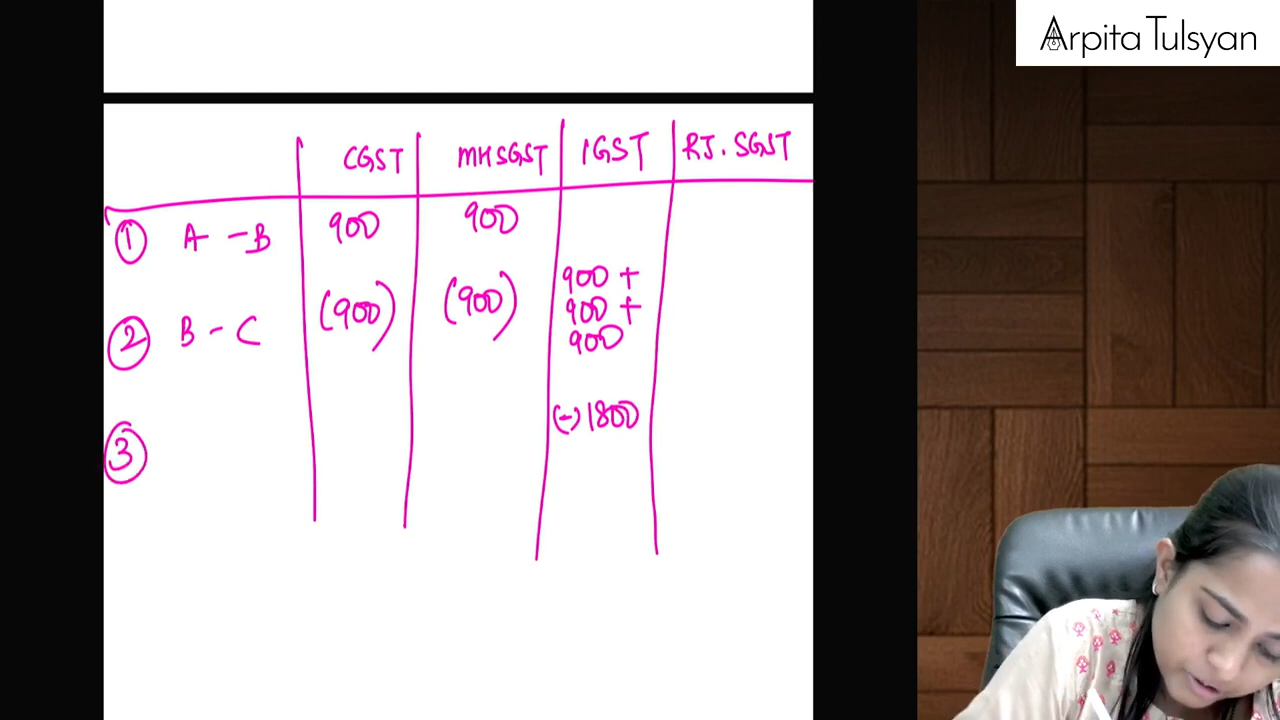 Arpita Tulsyan
CGST MHSGST IGST RJ. SGST
① A - B 900 900
② B - C (900) (900) 900 +
900 +
900
(-) 1800
③